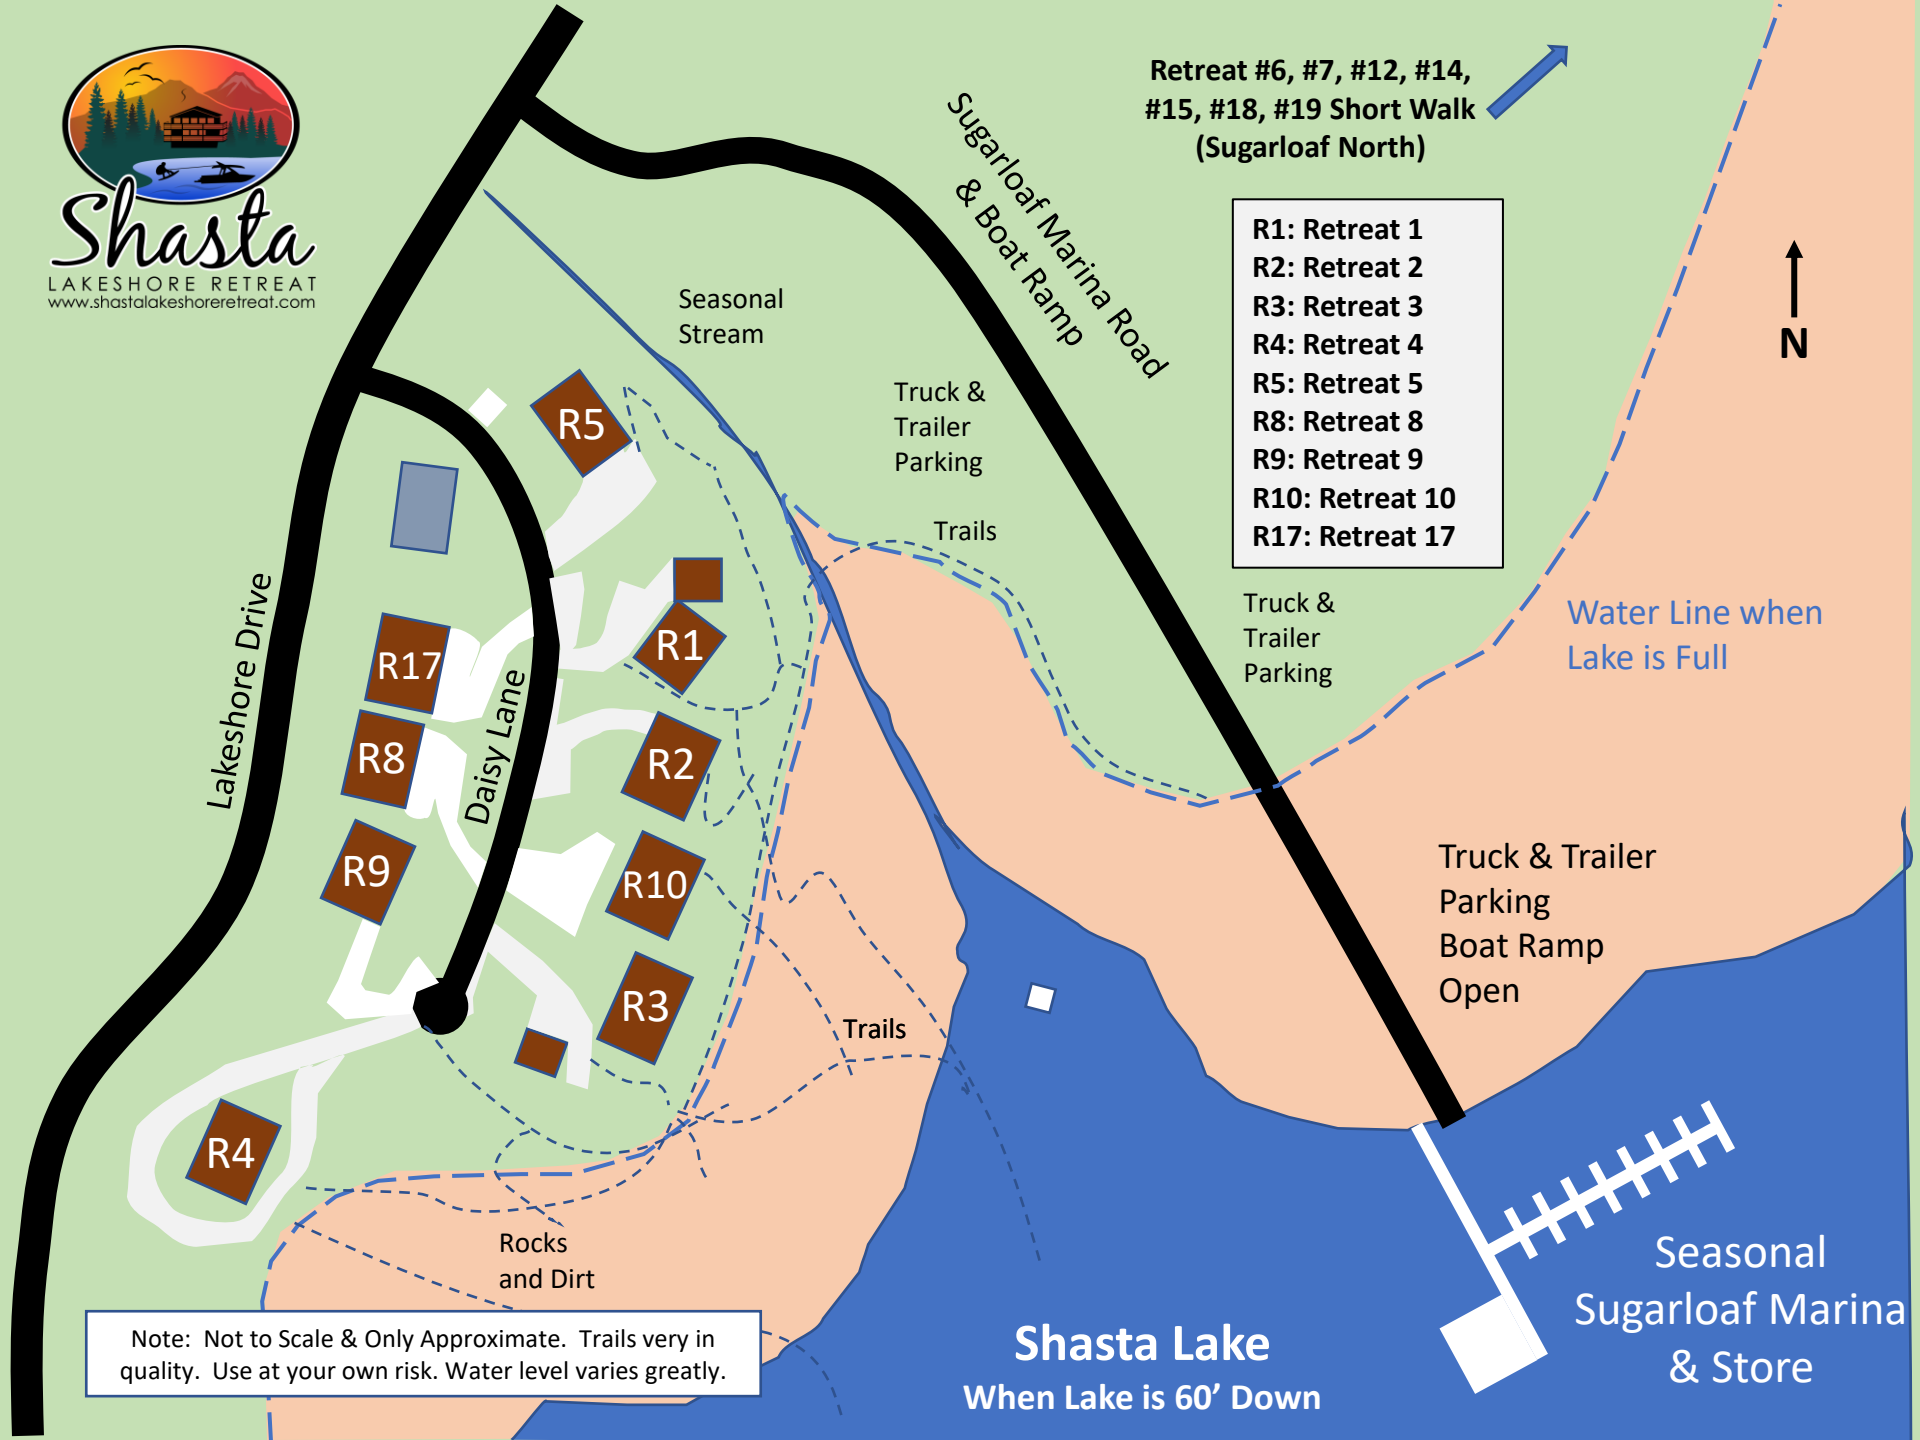 Shasta
LAKESHORE RETREAT
www.shastalakeshoreretreat.com
Retreat #6, #7, #12, #14,
#15, #18, #19 Short Walk
(Sugarloaf North)
Sugarloaf Marina Road
& Boat Ramp
R1: Retreat 1
R2: Retreat 2
R3: Retreat 3
R4: Retreat 4
R5: Retreat 5
R8: Retreat 8
R9: Retreat 9
R10: Retreat 10
R17: Retreat 17
N
Seasonal
Stream
Truck &
Trailer
Parking
Trails
Truck &
Trailer
Parking
Water Line when
Lake is Full
Lakeshore Drive
Daisy Lane
R5
R1
R17
R2
R8
R9
R10
R3
R4
Trails
Truck & Trailer
Parking
Boat Ramp
Open
Rocks
and Dirt
Seasonal
Sugarloaf Marina
& Store
Shasta Lake
When Lake is 60’ Down
Note:  Not to Scale & Only Approximate.  Trails very in
quality.  Use at your own risk. Water level varies greatly.